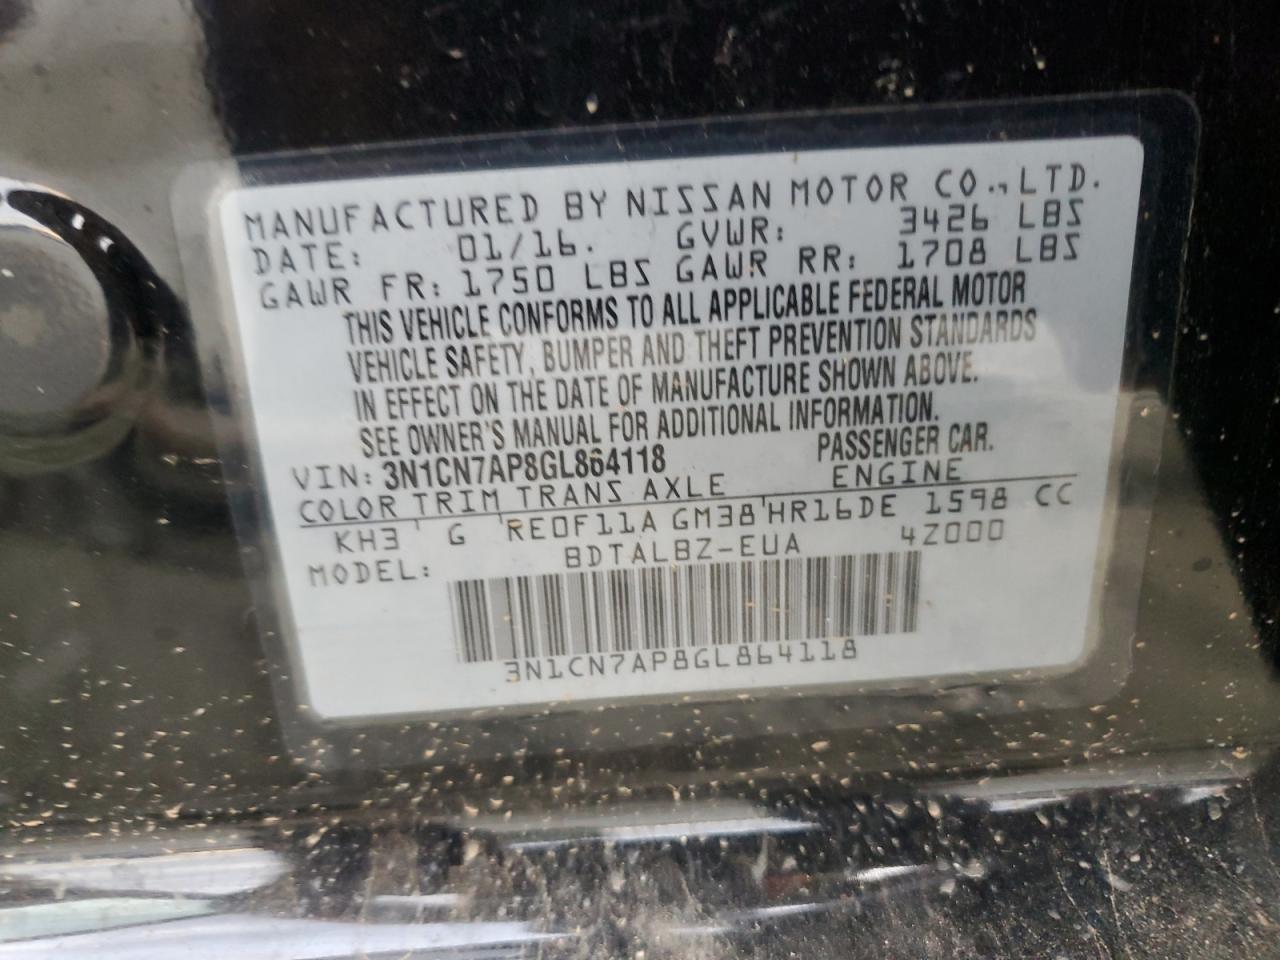 MANUFACTURED BY NISSAN MOTOR CO., LTD.
DATE: 01/16. GVWR: 3426 LBS
GAWR FR: 1750 LBS GAWR RR: 1708 LBS
THIS VEHICLE CONFORMS TO ALL APPLICABLE FEDERAL MOTOR
VEHICLE SAFETY, BUMPER AND THEFT PREVENTION STANDARDS
IN EFFECT ON THE DATE OF MANUFACTURE SHOWN ABOVE.
SEE OWNER'S MANUAL FOR ADDITIONAL INFORMATION.
VIN: 3N1CN7AP8GL864118 PASSENGER CAR.
COLOR TRIM TRANS AXLE ENGINE
KH3 G RE0F11A GM38 HR16DE 1598 CC
MODEL: BDTALBZ-EUA 4Z000
3N1CN7AP8GL864118